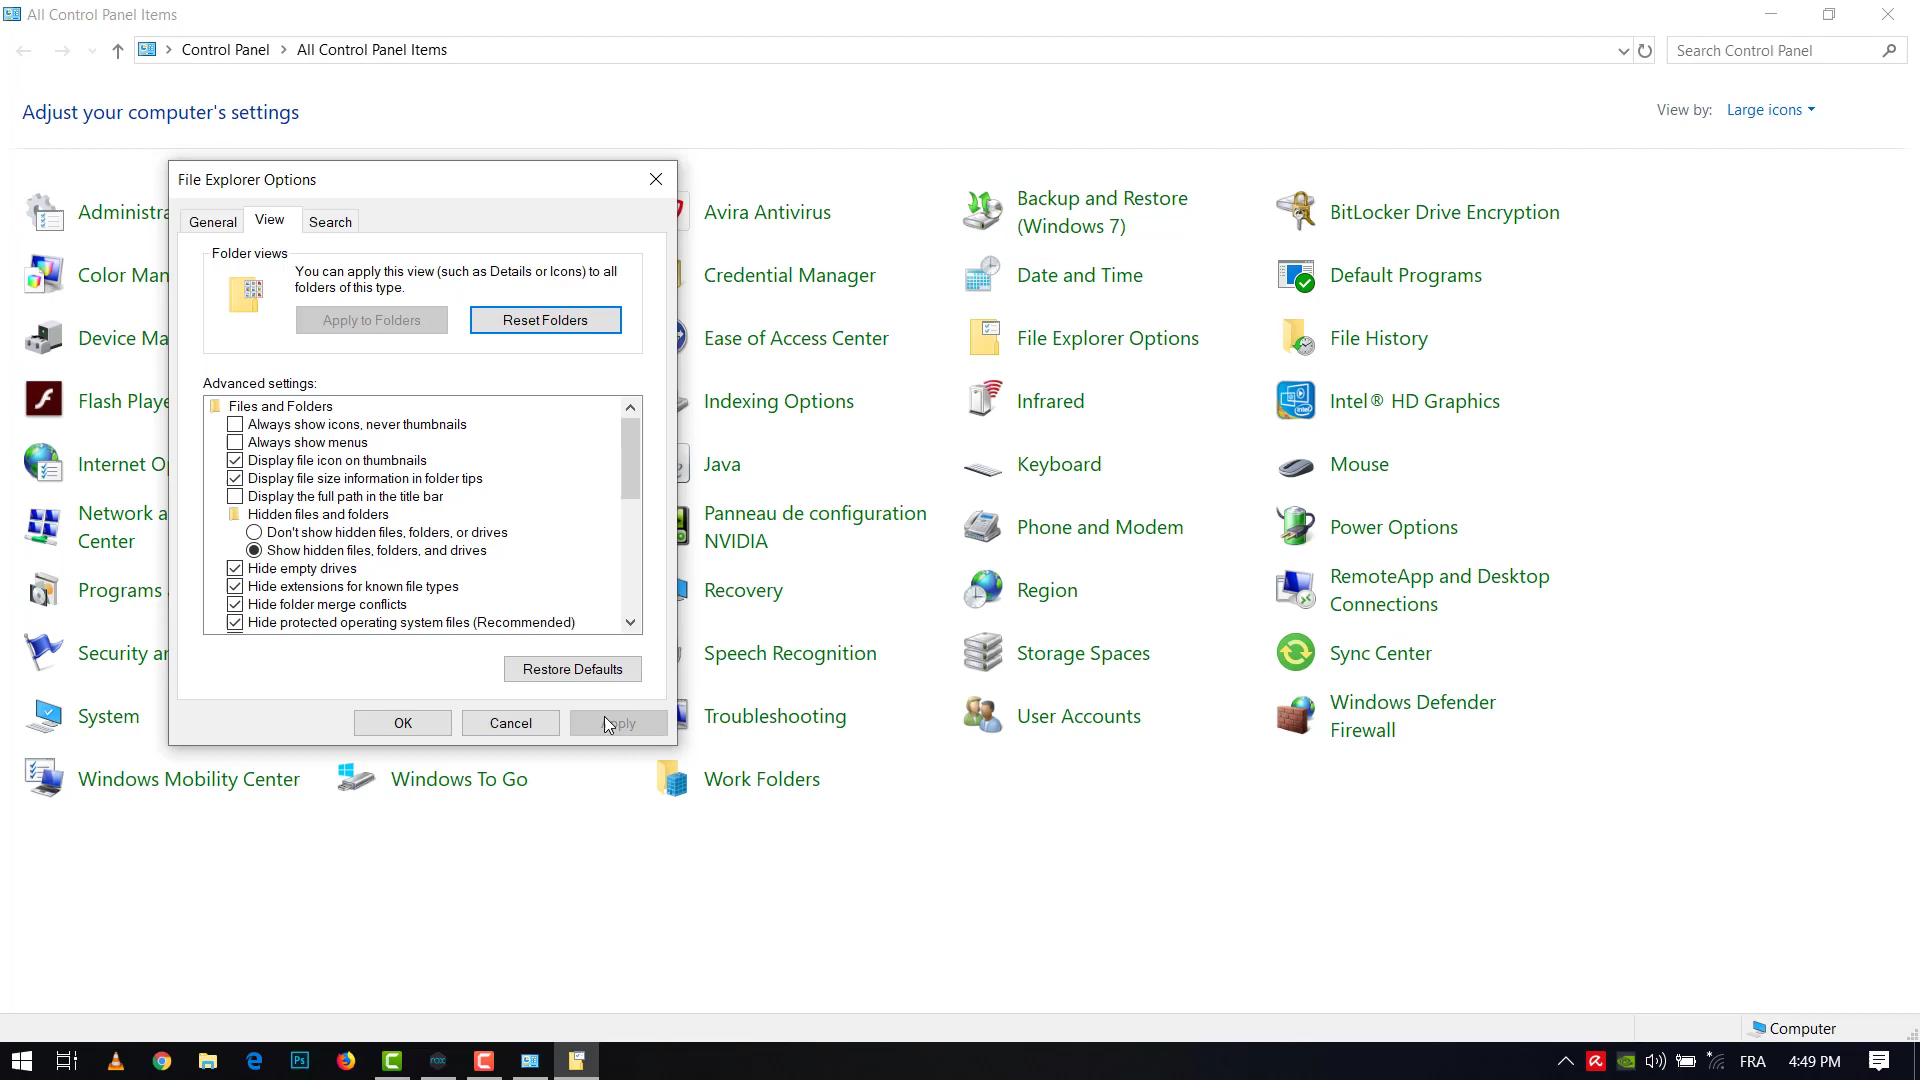 All Control Panel Items
Control Panel > All Control Panel Items
Search Control Panel
Adjust your computer's settings
View by: Large icons
File Explorer Options
General
View
Search
Folder views
You can apply this view (such as Details or Icons) to all
folders of this type.
Apply to Folders
Reset Folders
Advanced settings:
Files and Folders
Always show icons, never thumbnails
Always show menus
Display file icon on thumbnails
Display file size information in folder tips
Display the full path in the title bar
Hidden files and folders
Don't show hidden files, folders, or drives
Show hidden files, folders, and drives
Hide empty drives
Hide extensions for known file types
Hide folder merge conflicts
Hide protected operating system files (Recommended)
Restore Defaults
OK
Cancel
Administra
Avira Antivirus
Backup and Restore
(Windows 7)
BitLocker Drive Encryption
Color Man
Credential Manager
Date and Time
Default Programs
Device Ma
Ease of Access Center
File Explorer Options
File History
Flash Playe
Indexing Options
Infrared
Intel® HD Graphics
Internet Op
Java
Keyboard
Mouse
Network a
Center
Panneau de configuration
NVIDIA
Phone and Modem
Power Options
Programs
Recovery
Region
RemoteApp and Desktop
Connections
Security an
Speech Recognition
Storage Spaces
Sync Center
System
Troubleshooting
User Accounts
Windows Defender
Firewall
Windows Mobility Center
Windows To Go
Work Folders
Computer
Ps
FRA
4:49 PM